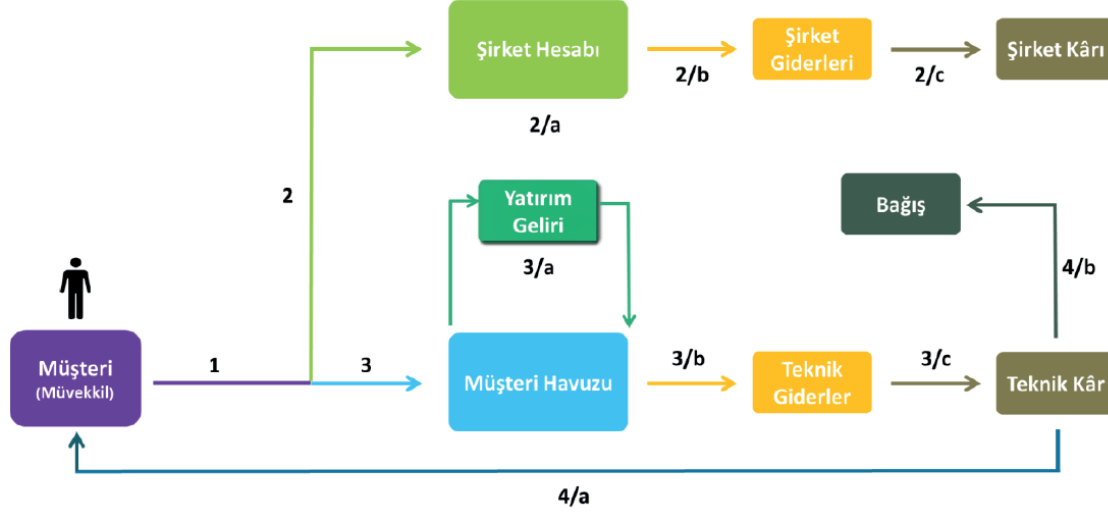 Şirket Hesabı
2/a
2/b
Şirket
Giderleri
2/c
Şirket Kârı
2
Yatırım
Geliri
3/a
Bağış
4/b
Müşteri
(Müvekkil)
1
3
Müşteri Havuzu
3/b
Teknik
Giderler
3/c
Teknik Kâr
4/a